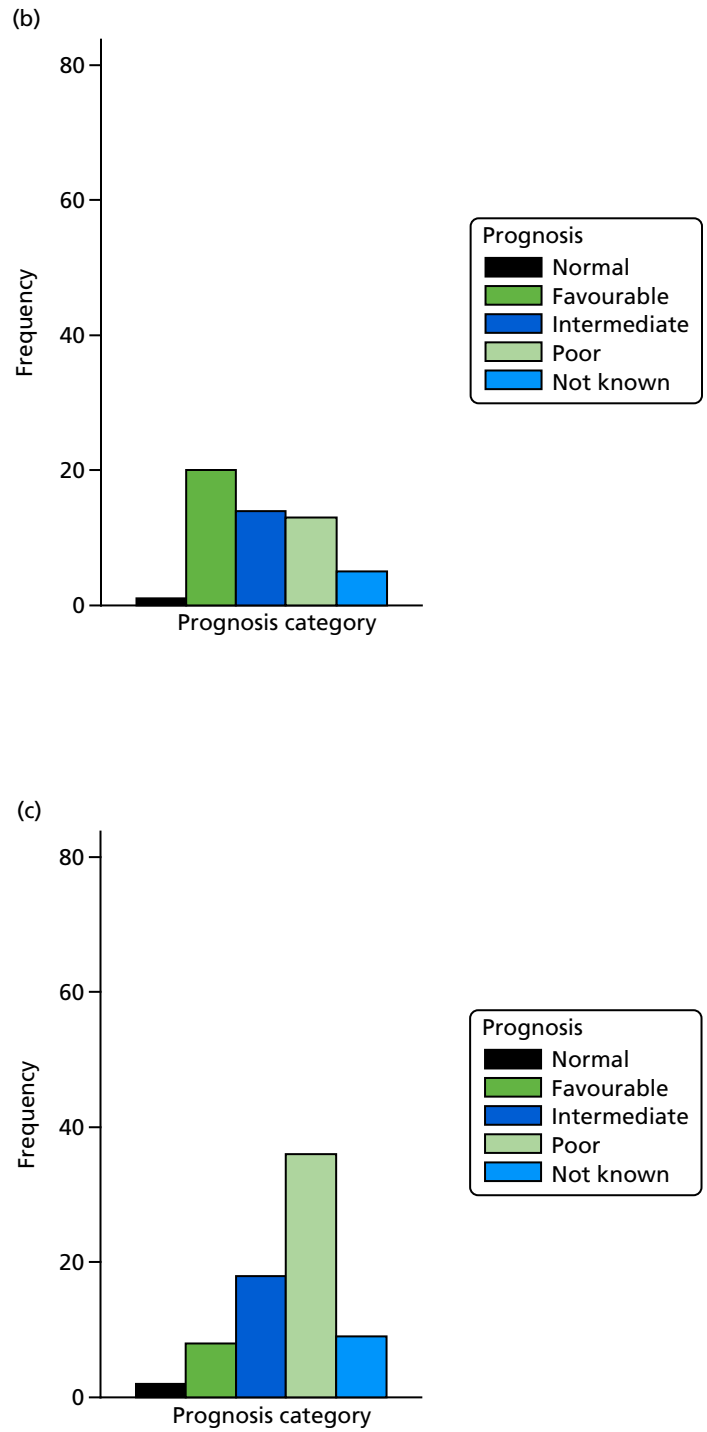 (b)
80
60
40
20
0
Frequency
Prognosis category
Prognosis
Normal
Favourable
Intermediate
Poor
Not known
(c)
80
60
40
20
0
Frequency
Prognosis category
Prognosis
Normal
Favourable
Intermediate
Poor
Not known